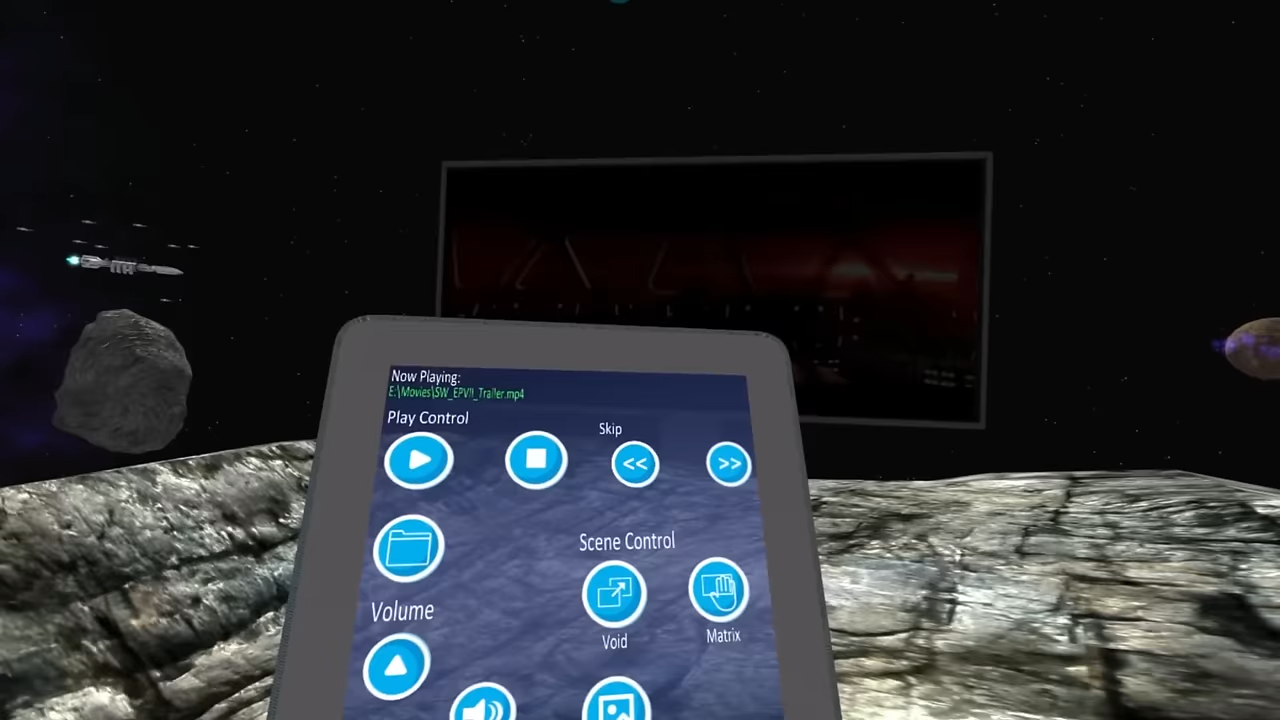 Now Playing:
E:\Movies\SW_EPVII_Trailer.mp4
Play Control
Skip
<<
>>
Scene Control
Volume
Void
Matrix